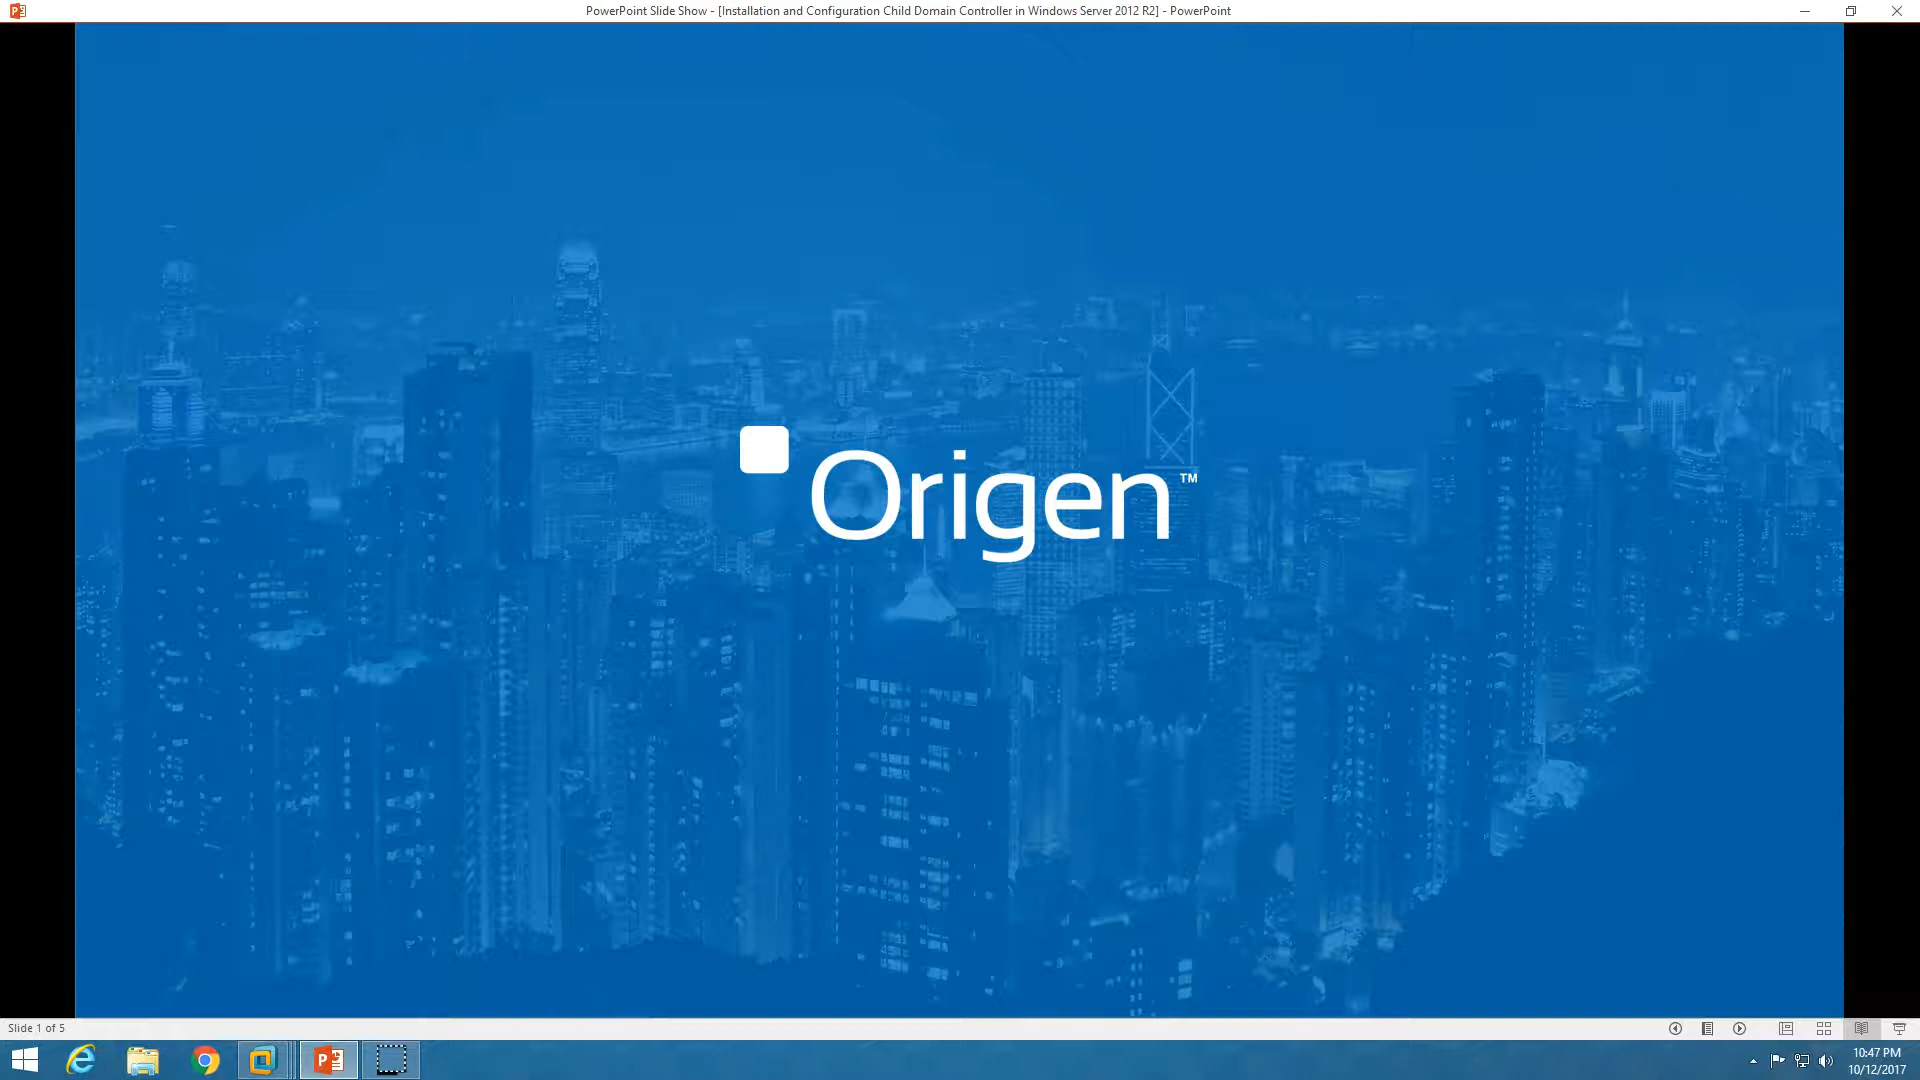 PowerPoint Slide Show - [Installation and Configuration Child Domain Controller in Windows Server 2012 R2] - PowerPoint
Origen™
Slide 1 of 5
10:47 PM
10/12/2017